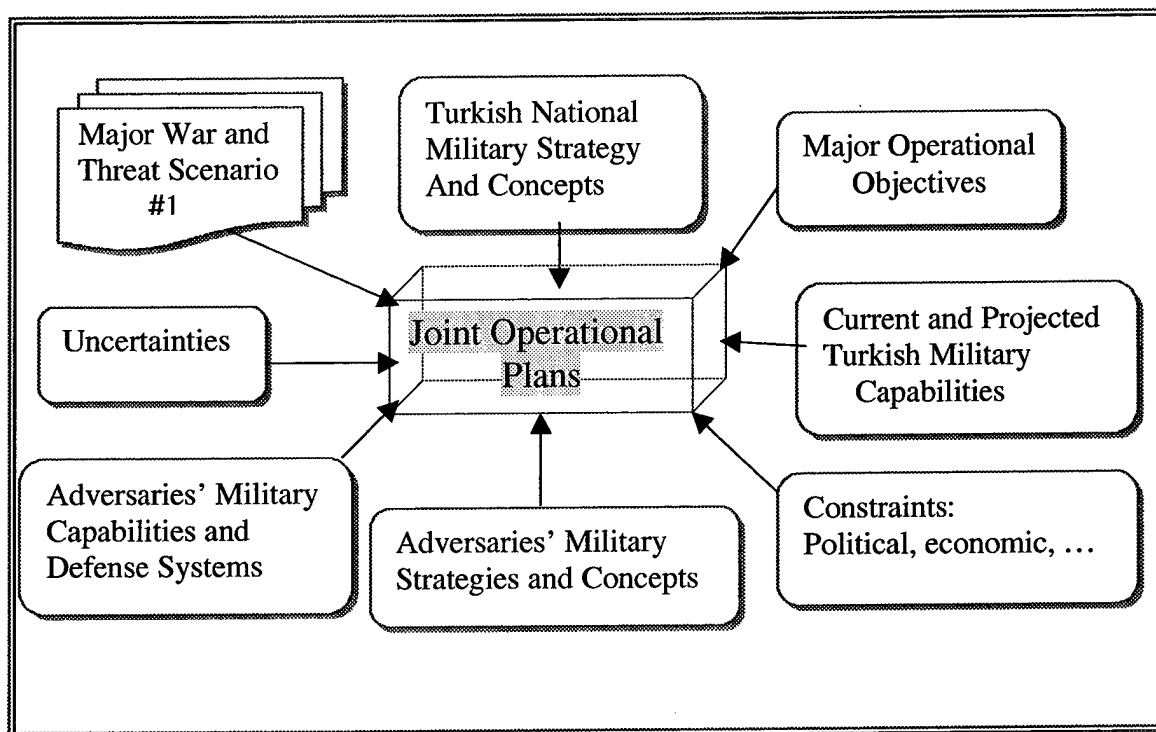 Major War and
Threat Scenario
#1
Turkish National
Military Strategy
And Concepts
Major Operational
Objectives
Uncertainties
Joint Operational
Plans
Current and Projected
Turkish Military
Capabilities
Adversaries’ Military
Capabilities and
Defense Systems
Adversaries’ Military
Strategies and Concepts
Constraints:
Political, economic, …